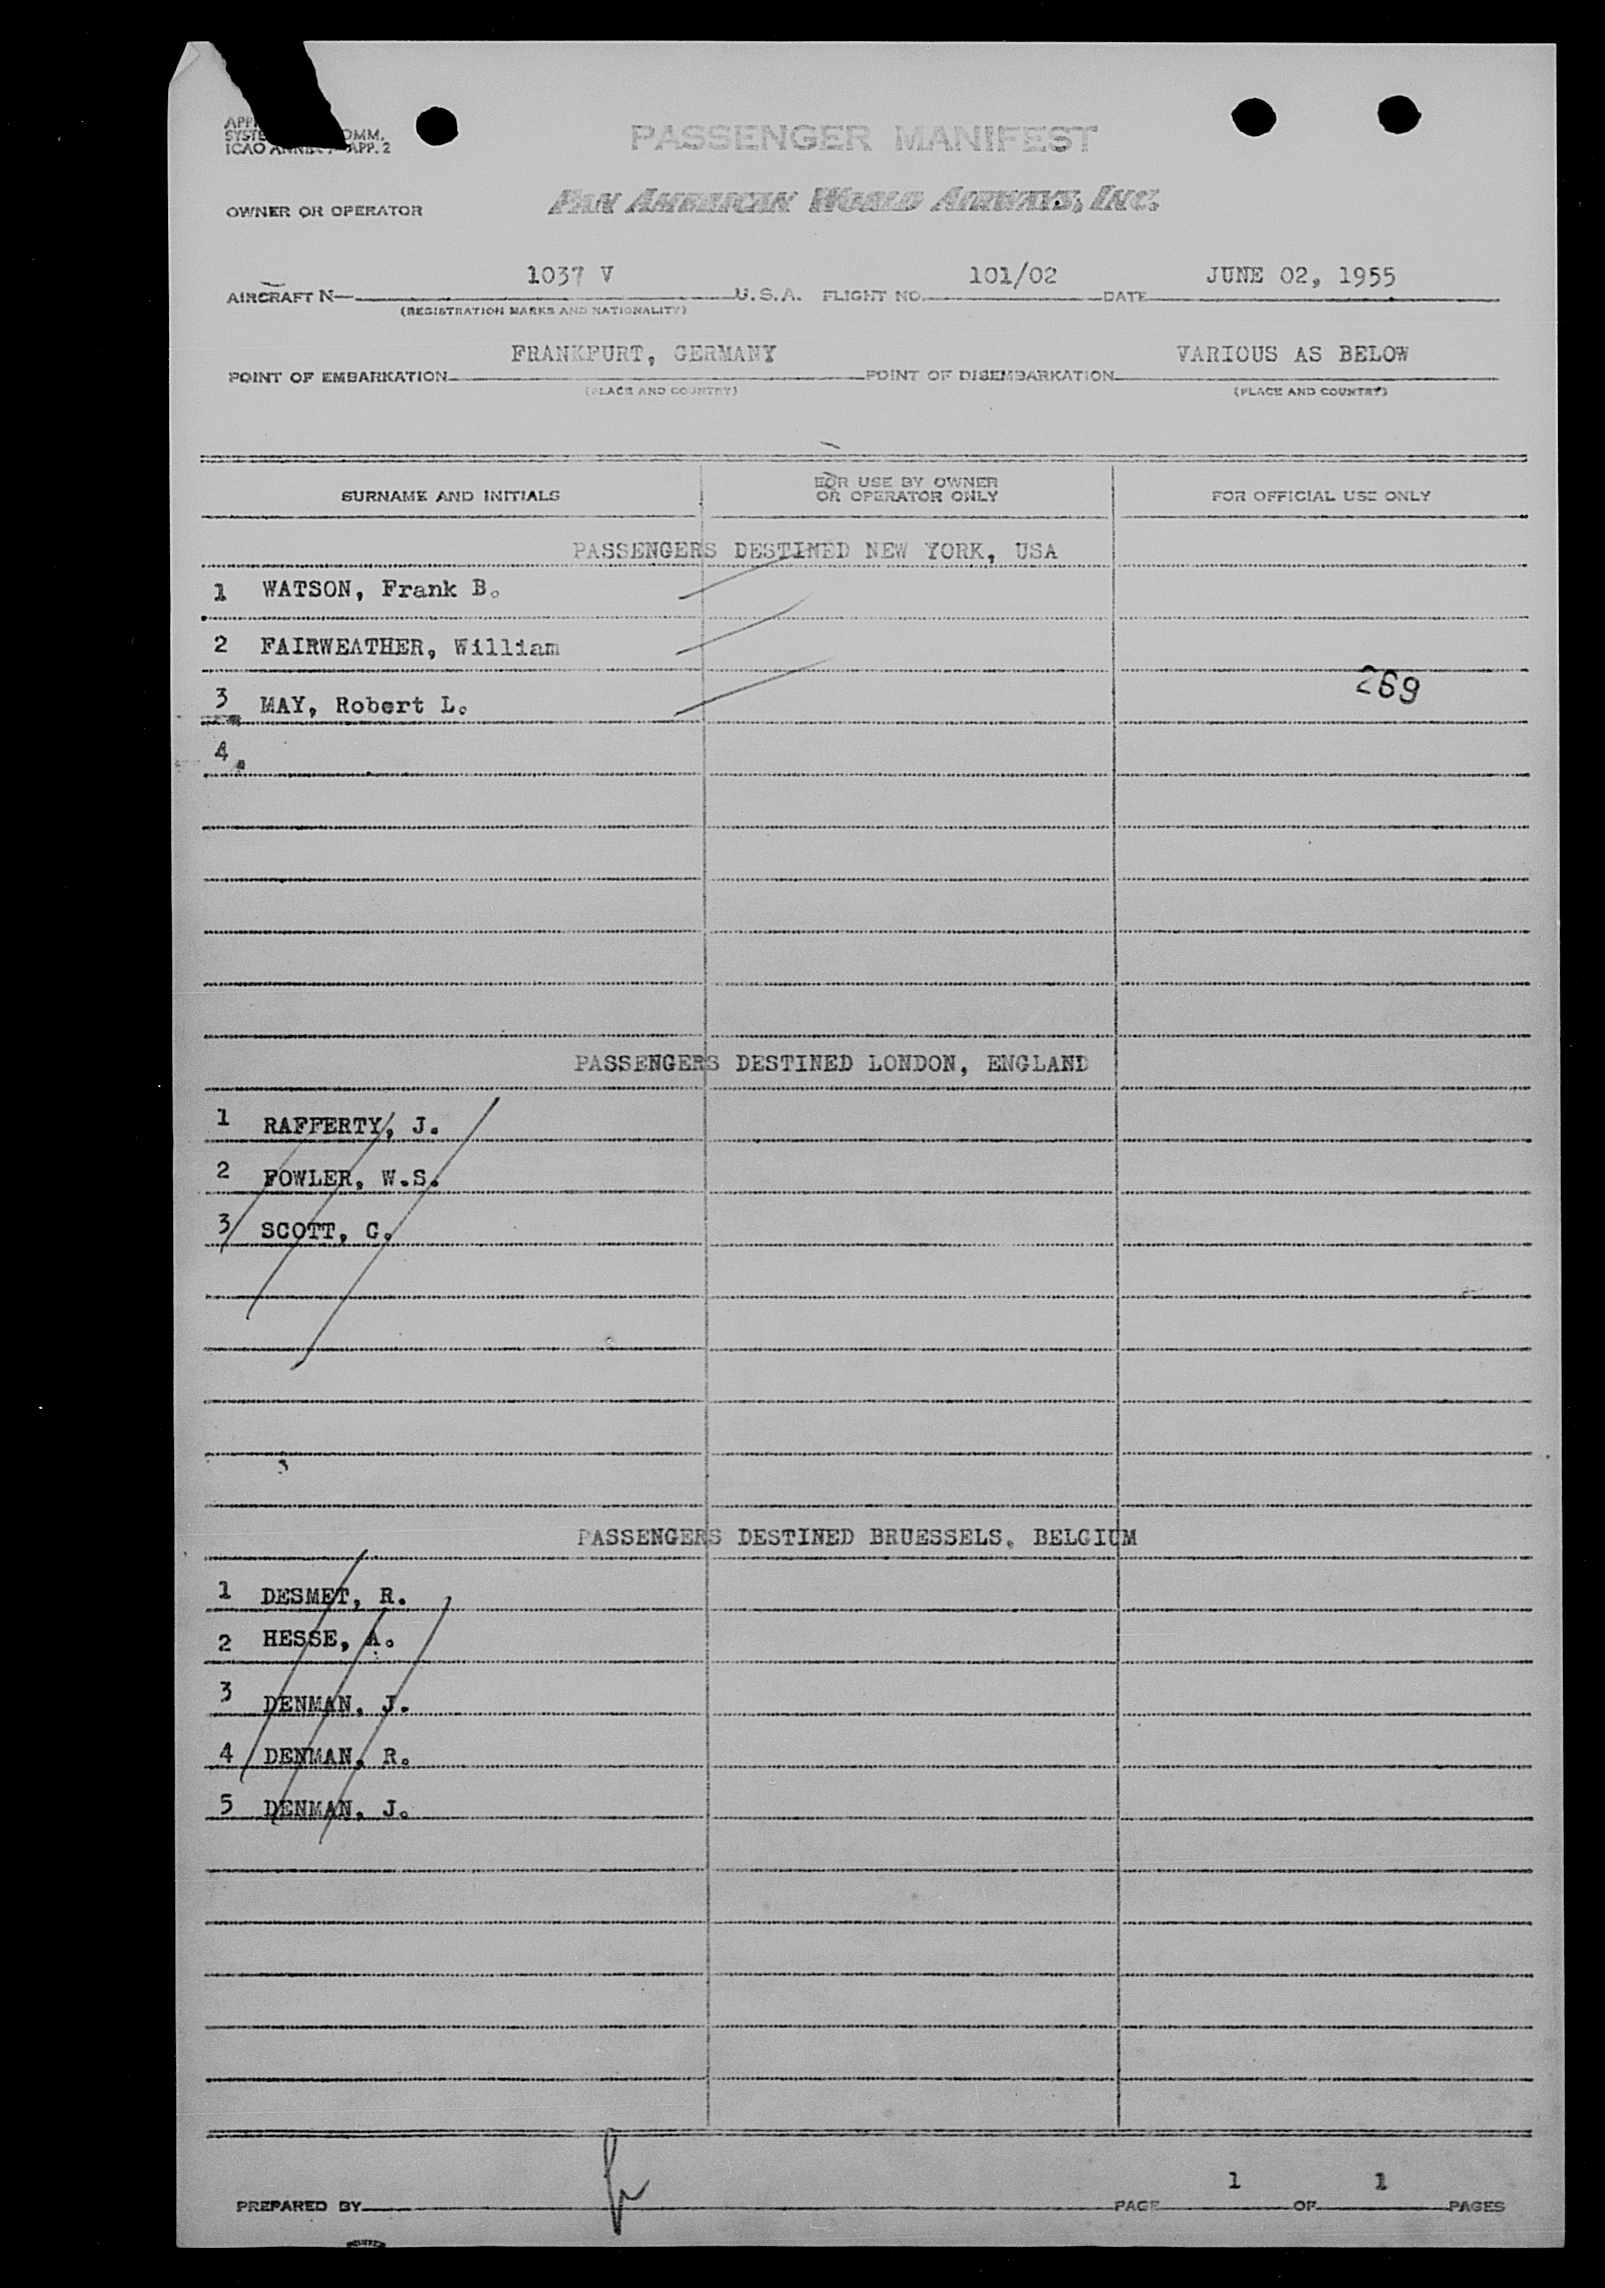 PASSENGER MANIFEST
OMM.
ICAO APP. 2
OWNER OR OPERATOR PAN AMERICAN WORLD AIRWAYS, INC.
AIRCRAFT N— 1037 V U.S.A. FLIGHT NO. 101/02 DATE JUNE 02, 1955
(REGISTRATION MARKS AND NATIONALITY)
POINT OF EMBARKATION FRANKFURT, GERMANY POINT OF DISEMBARKATION VARIOUS AS BELOW
(PLACE AND COUNTRY) (PLACE AND COUNTRY)
SURNAME AND INITIALS FOR USE BY OWNER OR OPERATOR ONLY FOR OFFICIAL USE ONLY
PASSENGERS DESTINED NEW YORK, USA
1 WATSON, Frank B.
2 FAIRWEATHER, William
3 MAY, Robert L. 269
4
PASSENGERS DESTINED LONDON, ENGLAND
1 RAFFERTY, J.
2 FOWLER, W.S.
3 SCOTT, G.
PASSENGERS DESTINED BRUESSELS, BELGIUM
1 DESMET, R.
2 HESSE, A.
3 DENMAN, J.
4 DENMAN, R.
5 DENMAN, J.
PREPARED BY PAGE 1 OF 1 PAGES